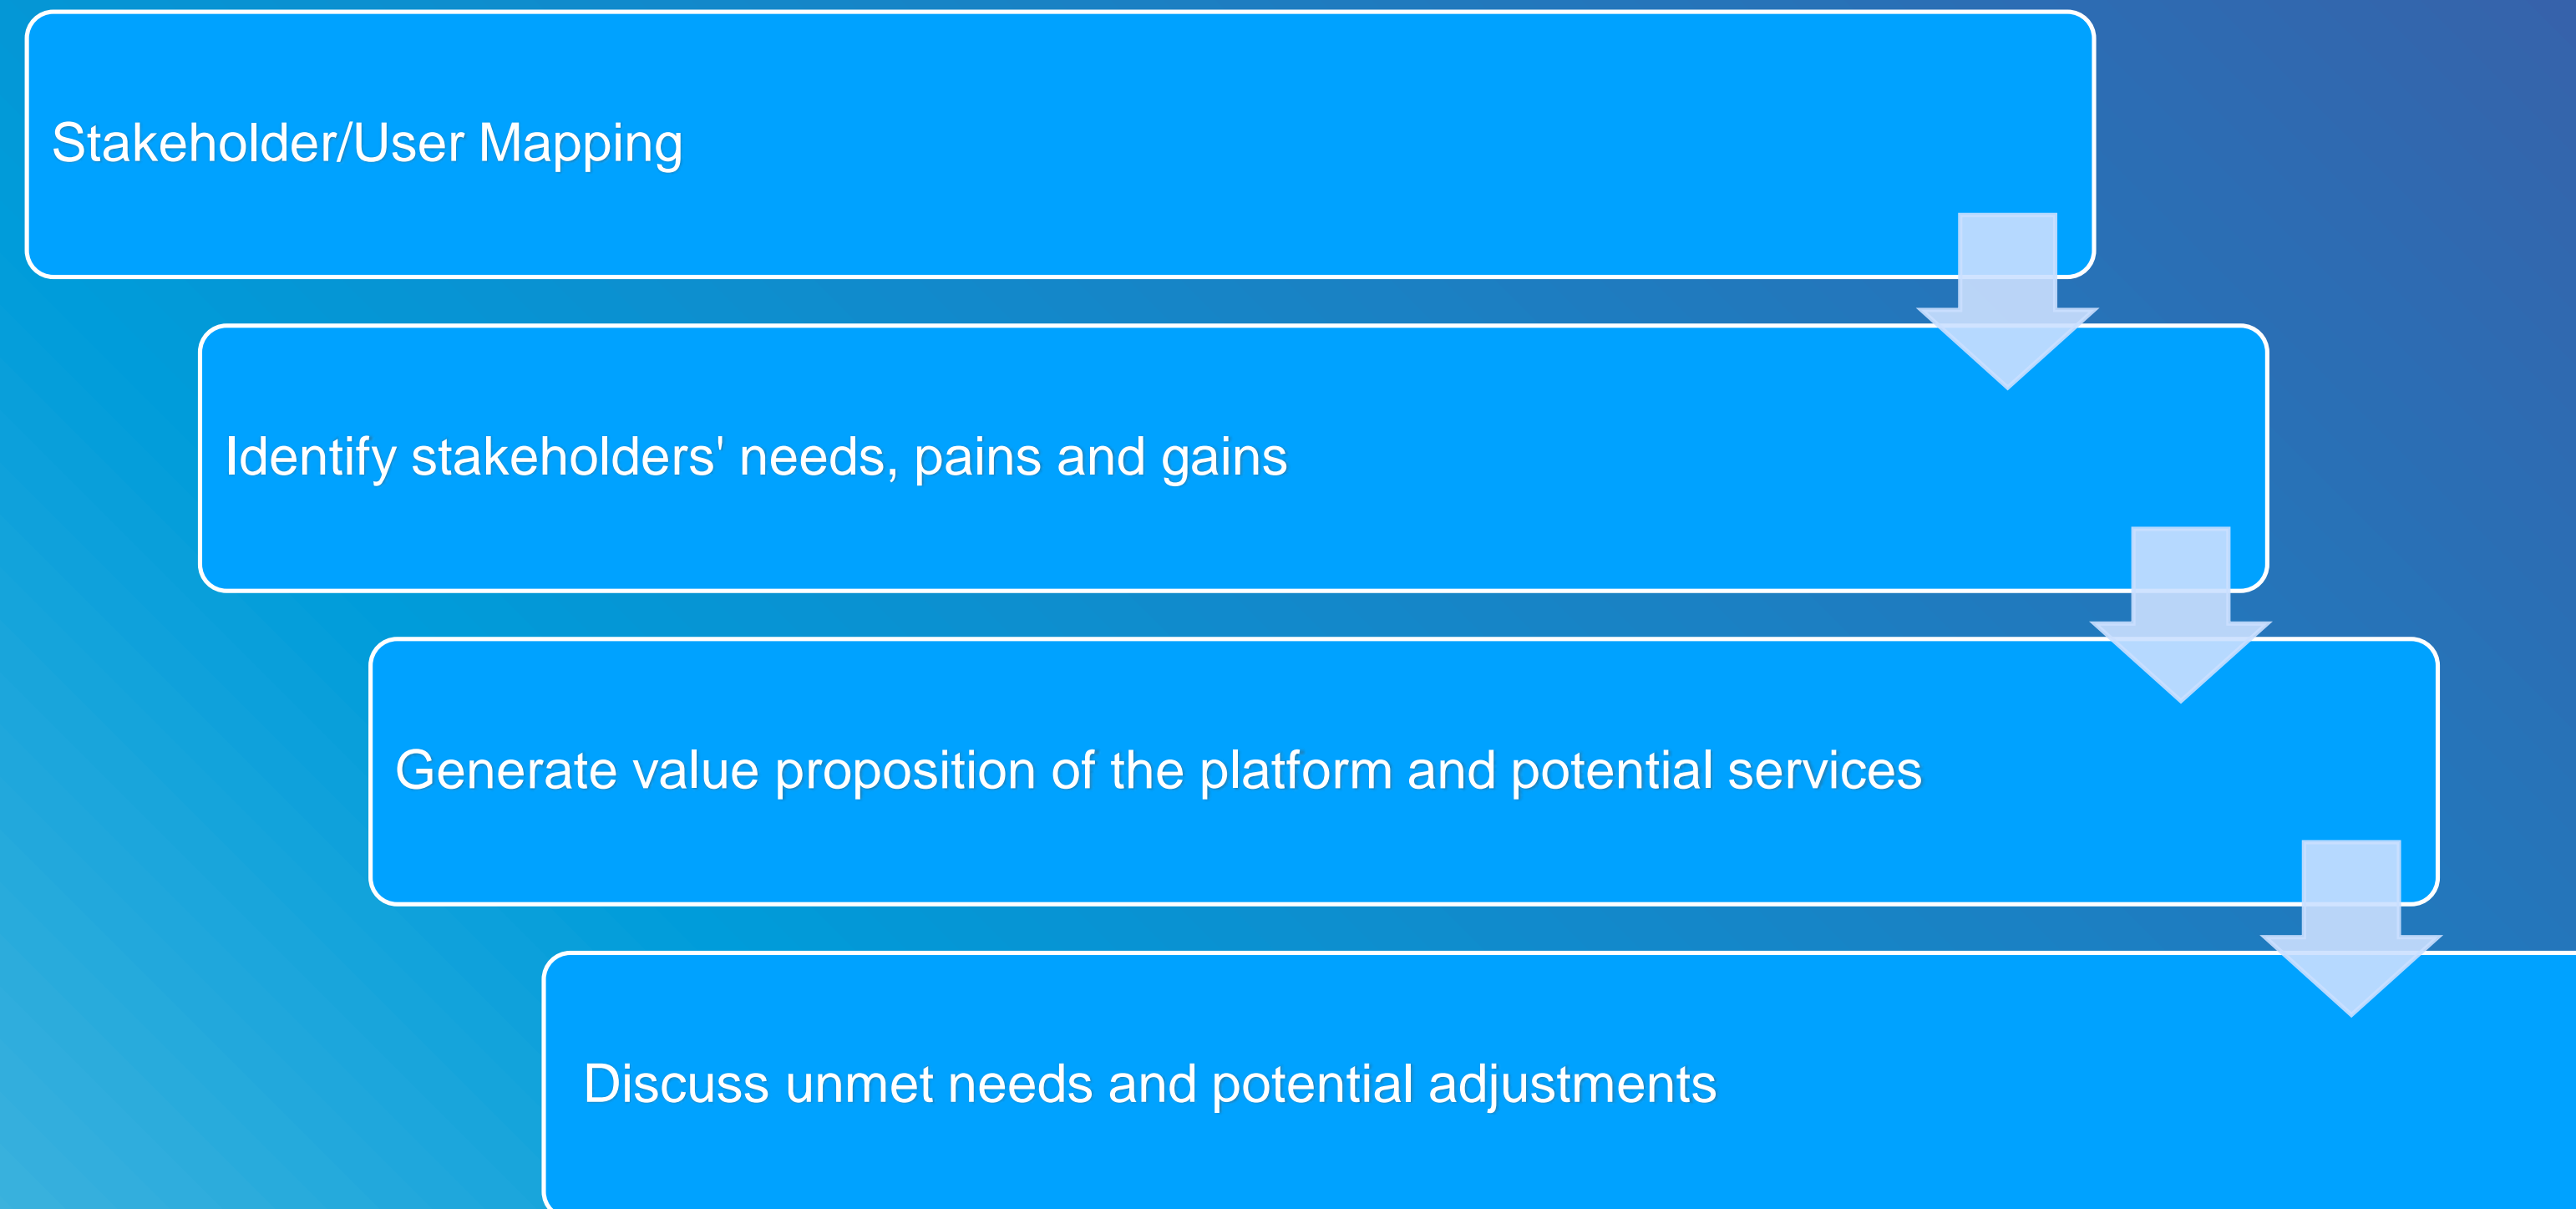 Stakeholder/User Mapping
Identify stakeholders' needs, pains and gains
Generate value proposition of the platform and potential services
Discuss unmet needs and potential adjustments